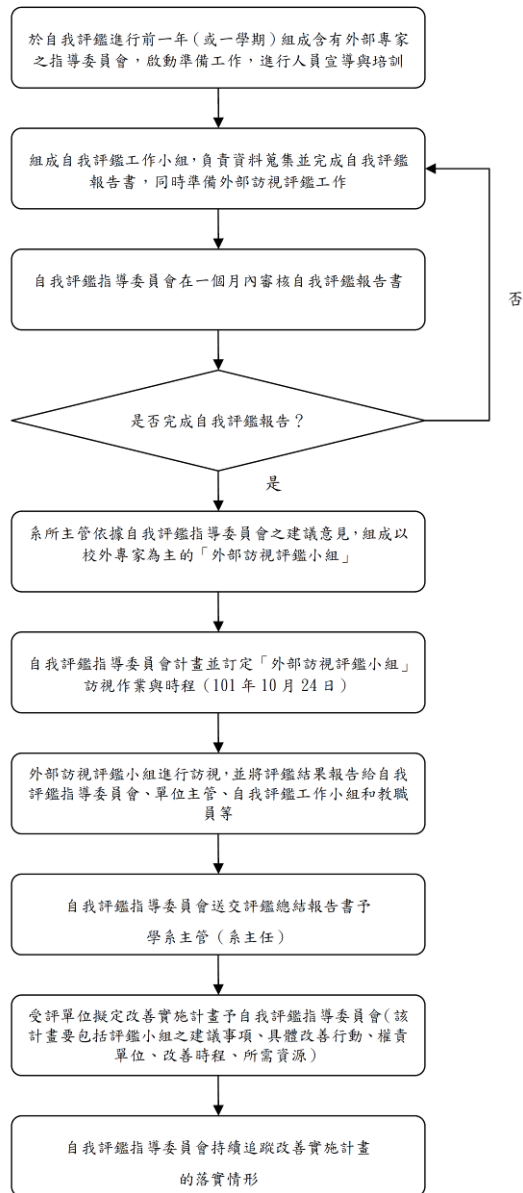 於自我評鑑進行前一年（或一學期）組成含有外部專家
之指導委員會，啟動準備工作，進行人員宣導與培訓
組成自我評鑑工作小組，負責資料蒐集並完成自我評鑑
報告書，同時準備外部訪視評鑑工作
自我評鑑指導委員會在一個月內審核自我評鑑報告書
否
是否完成自我評鑑報告？
是
系所主管依據自我評鑑指導委員會之建議意見，組成以
校外專家為主的「外部訪視評鑑小組」
自我評鑑指導委員會計畫並訂定「外部訪視評鑑小組」
訪視作業與時程（101 年 10 月 24 日）
外部訪視評鑑小組進行訪視，並將評鑑結果報告給自我
評鑑指導委員會、單位主管、自我評鑑工作小組和教職
員等
自我評鑑指導委員會送交評鑑總結報告書予
學系主管（系主任）
受評單位擬定改善實施計畫予自我評鑑指導委員會（該
計畫要包括評鑑小組之建議事項、具體改善行動、權責
單位、改善時程、所需資源）
自我評鑑指導委員會持續追蹤改善實施計畫
的落實情形